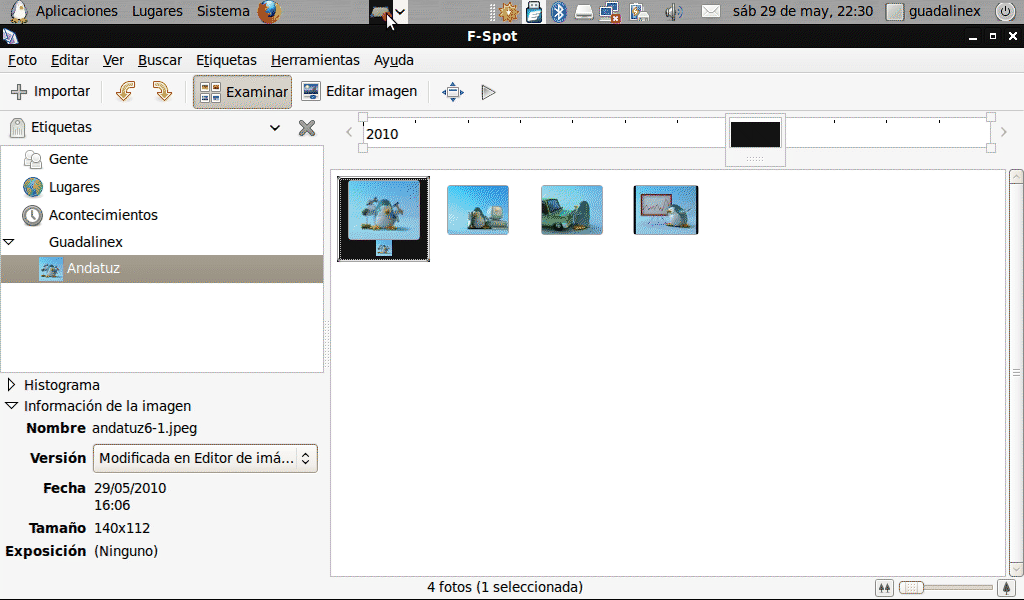 Aplicaciones Lugares Sistema sáb 29 de may, 22:30 guadalinex
F-Spot
Foto Editar Ver Buscar Etiquetas Herramientas Ayuda
Importar Examinar Editar imagen
Etiquetas
2010
Gente
Lugares
Acontecimientos
Guadalinex
Andatuz
Histograma
Información de la imagen
Nombre andatuz6-1.jpeg
Versión Modificada en Editor de imá...
Fecha 29/05/2010
16:06
Tamaño 140x112
Exposición (Ninguno)
4 fotos (1 seleccionada)